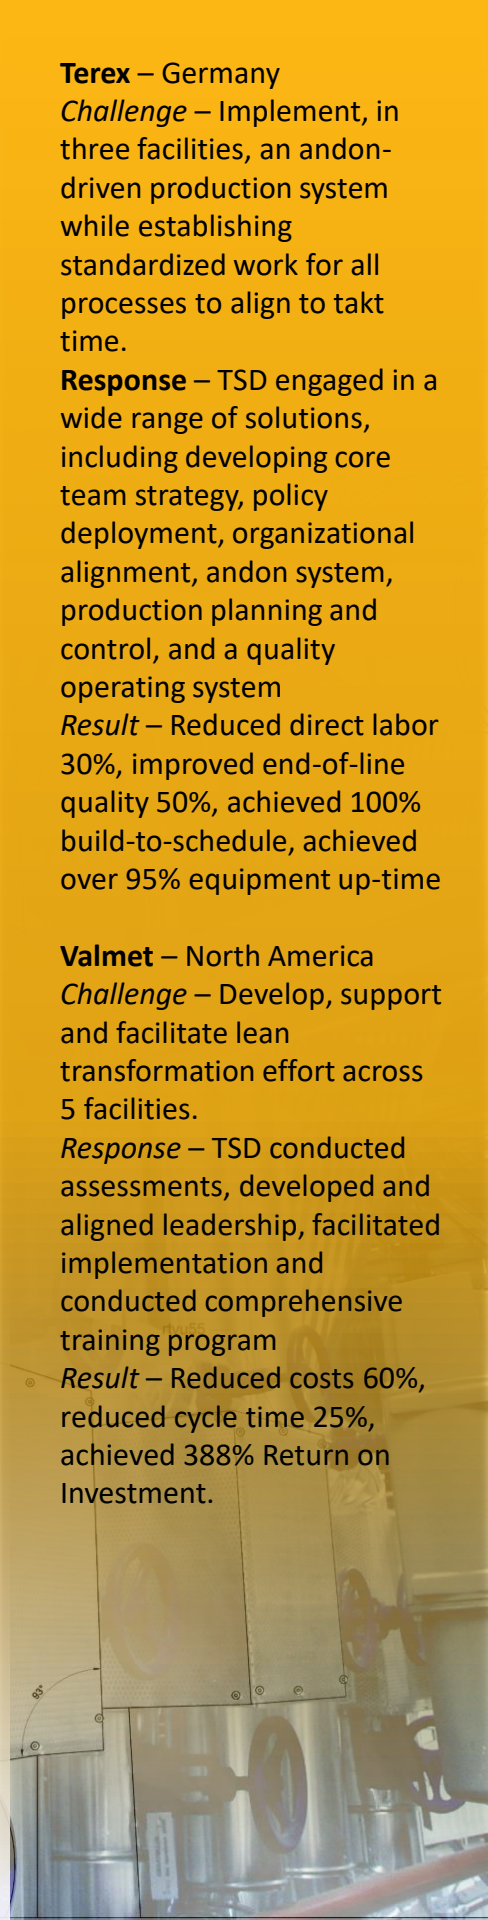 Terex – Germany
Challenge – Implement, in
three facilities, an andon-
driven production system
while establishing
standardized work for all
processes to align to takt
time.
Response – TSD engaged in a
wide range of solutions,
including developing core
team strategy, policy
deployment, organizational
alignment, andon system,
production planning and
control, and a quality
operating system
Result – Reduced direct labor
30%, improved end-of-line
quality 50%, achieved 100%
build-to-schedule, achieved
over 95% equipment up-time
Valmet – North America
Challenge – Develop, support
and facilitate lean
transformation effort across
5 facilities.
Response – TSD conducted
assessments, developed and
aligned leadership, facilitated
implementation and
conducted comprehensive
training program
Result – Reduced costs 60%,
reduced cycle time 25%,
achieved 388% Return on
Investment.
93°